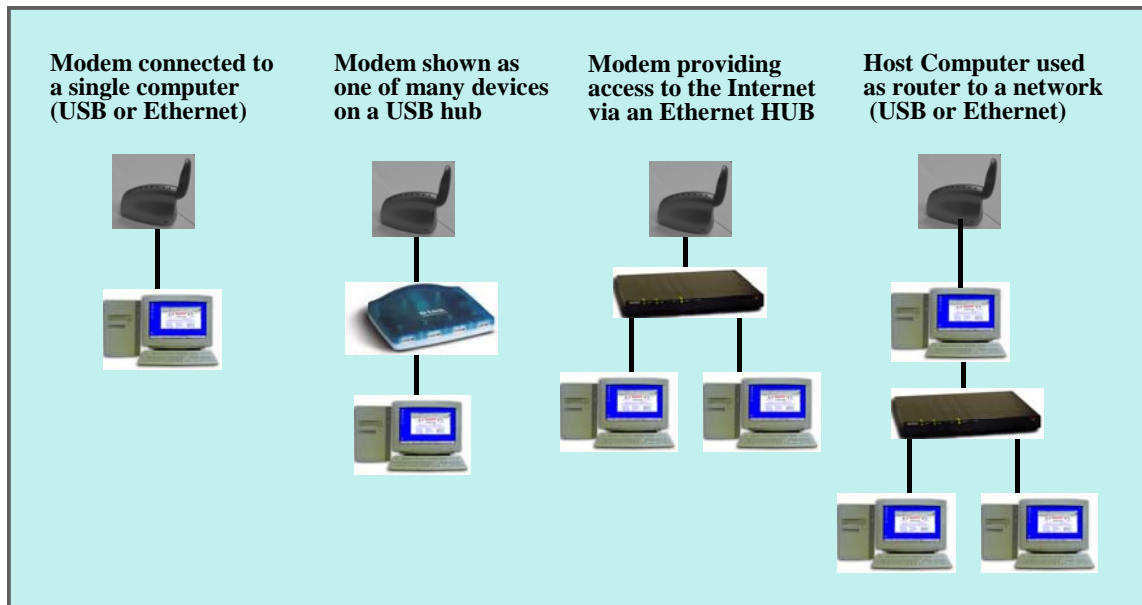 Modem connected to
a single computer
(USB or Ethernet)
Modem shown as
one of many devices
on a USB hub
Modem providing
access to the Internet
via an Ethernet HUB
Host Computer used
as router to a network
(USB or Ethernet)
D-Link